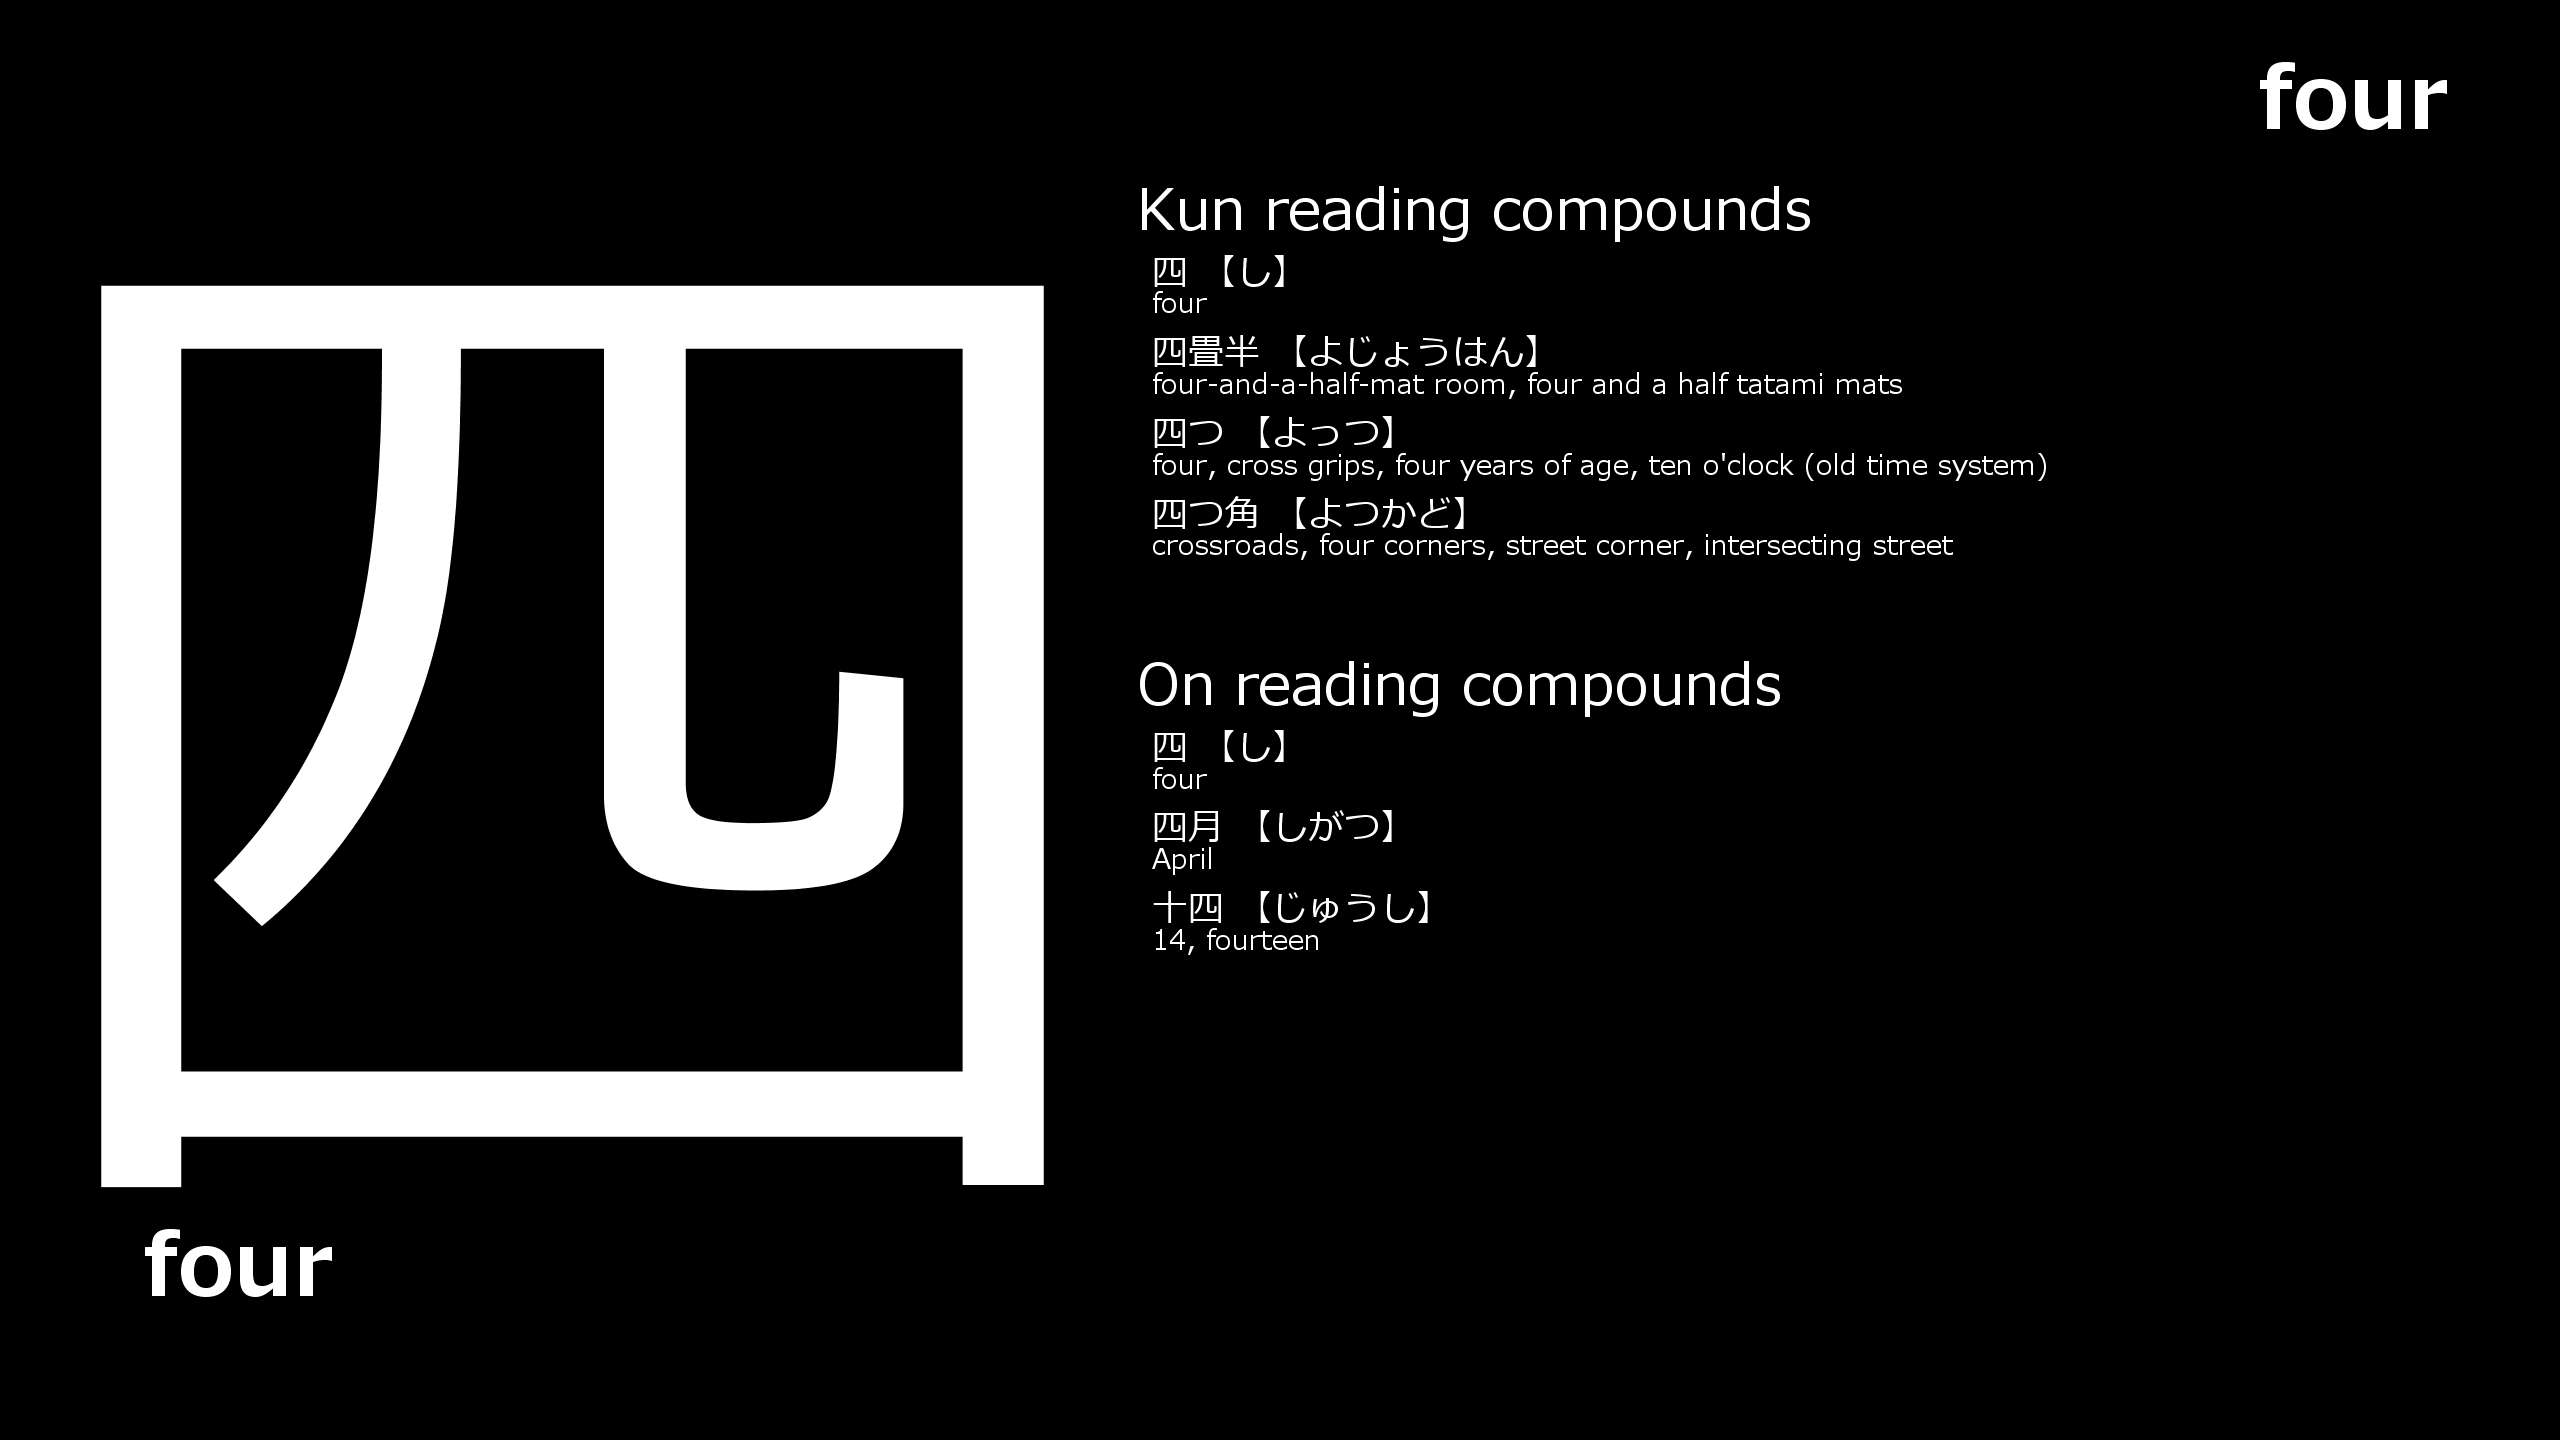 four
四
four
Kun reading compounds
四 【し】
four
四畳半 【よじょうはん】
four-and-a-half-mat room, four and a half tatami mats
四つ 【よっつ】
four, cross grips, four years of age, ten o'clock (old time system)
四つ角 【よつかど】
crossroads, four corners, street corner, intersecting street
On reading compounds
四 【し】
four
四月 【しがつ】
April
十四 【じゅうし】
14, fourteen